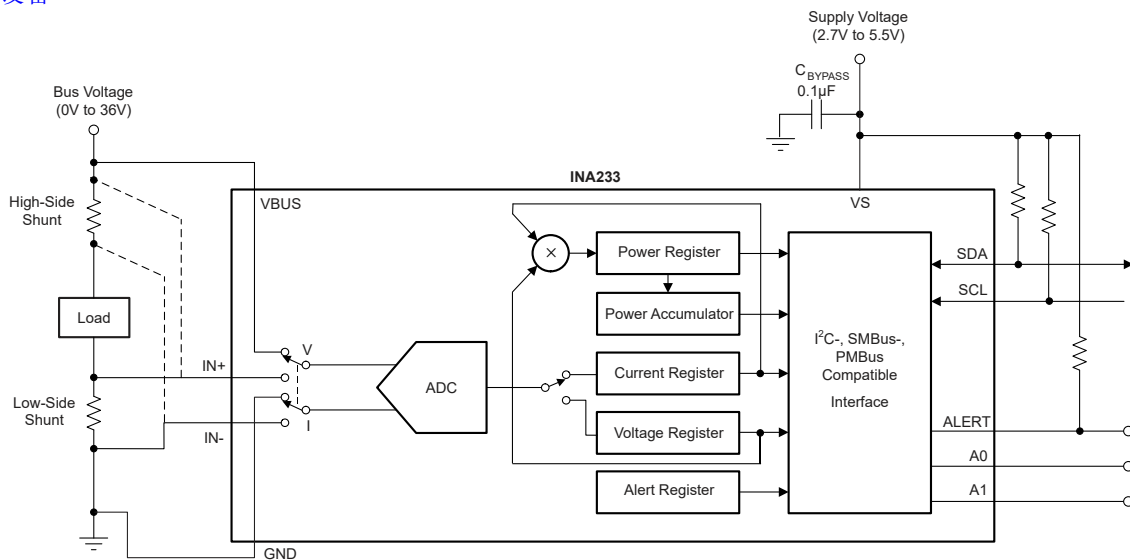 设备
Supply Voltage
(2.7V to 5.5V)
C BYPASS
0.1µF
Bus Voltage
(0V to 36V)
INA233
High-Side
Shunt
VBUS
VS
Power Register
SDA
Power Accumulator
SCL
Load
I²C-, SMBus-,
PMBus
Compatible
Interface
V
IN+
ADC
Current Register
Low-Side
Shunt
I
IN-
Voltage Register
ALERT
A0
Alert Register
A1
GND
×